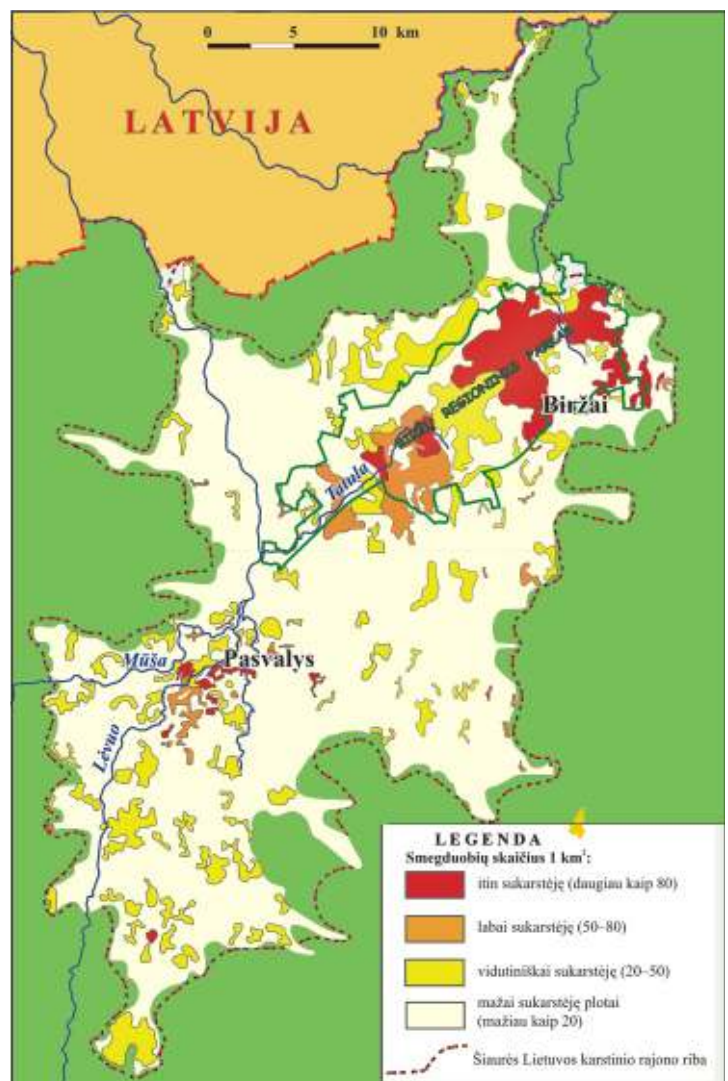 0 5 10 km
LATVIJA
REGIONINIS PARKAS
Biržai
Tatula
Mūša
Pasvalys
Lėvuo
LEGENDA
Smegduobių skaičius 1 km²:
itin sukarstėję (daugiau kaip 80)
labai sukarstėję (50–80)
vidutiniškai sukarstėję (20–50)
mažai sukarstėję plotai
(mažiau kaip 20)
Šiaurės Lietuvos karstinio rajono riba